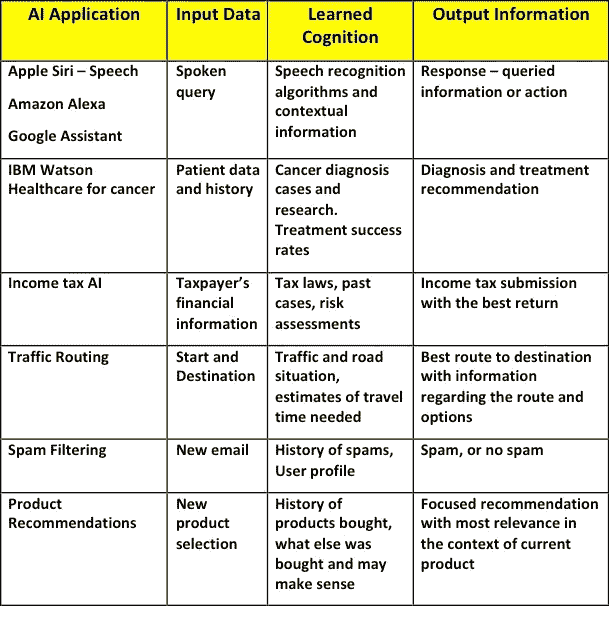 AI Application
Input Data
Learned
Cognition
Output Information
Apple Siri – Speech
Amazon Alexa
Google Assistant
Spoken
query
Speech recognition
algorithms and
contextual
information
Response – queried
information or action
IBM Watson
Healthcare for cancer
Patient data
and history
Cancer diagnosis
cases and
research.
Treatment success
rates
Diagnosis and treatment
recommendation
Income tax AI
Taxpayer's
financial
information
Tax laws, past
cases, risk
assessments
Income tax submission
with the best return
Traffic Routing
Start and
Destination
Traffic and road
situation,
estimates of travel
time needed
Best route to destination
with information
regarding the route and
options
Spam Filtering
New email
History of spams,
User profile
Spam, or no spam
Product
Recommendations
New
product
selection
History of
products bought,
what else was
bought and may
make sense
Focused recommendation
with most relevance in
the context of current
product